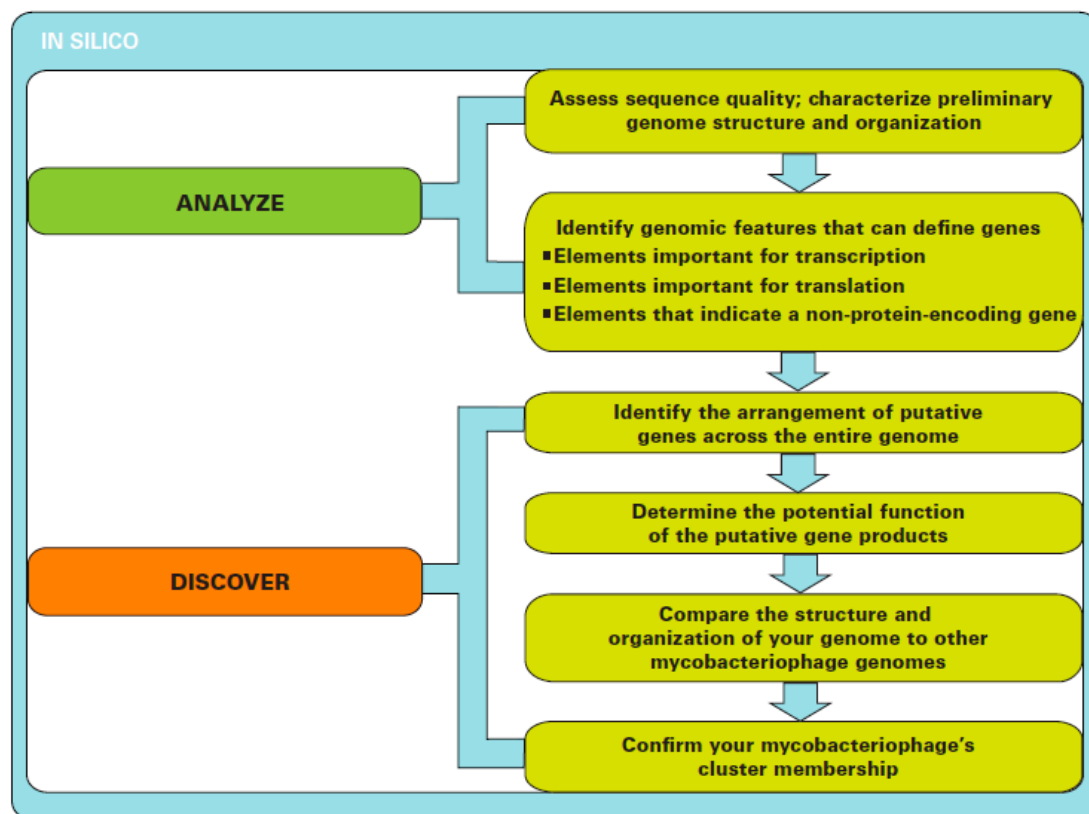 IN SILICO
ANALYZE
Assess sequence quality; characterize preliminary
genome structure and organization
Identify genomic features that can define genes
▪Elements important for transcription
▪Elements important for translation
▪Elements that indicate a non-protein-encoding gene
DISCOVER
Identify the arrangement of putative
genes across the entire genome
Determine the potential function
of the putative gene products
Compare the structure and
organization of your genome to other
mycobacteriophage genomes
Confirm your mycobacteriophage's
cluster membership